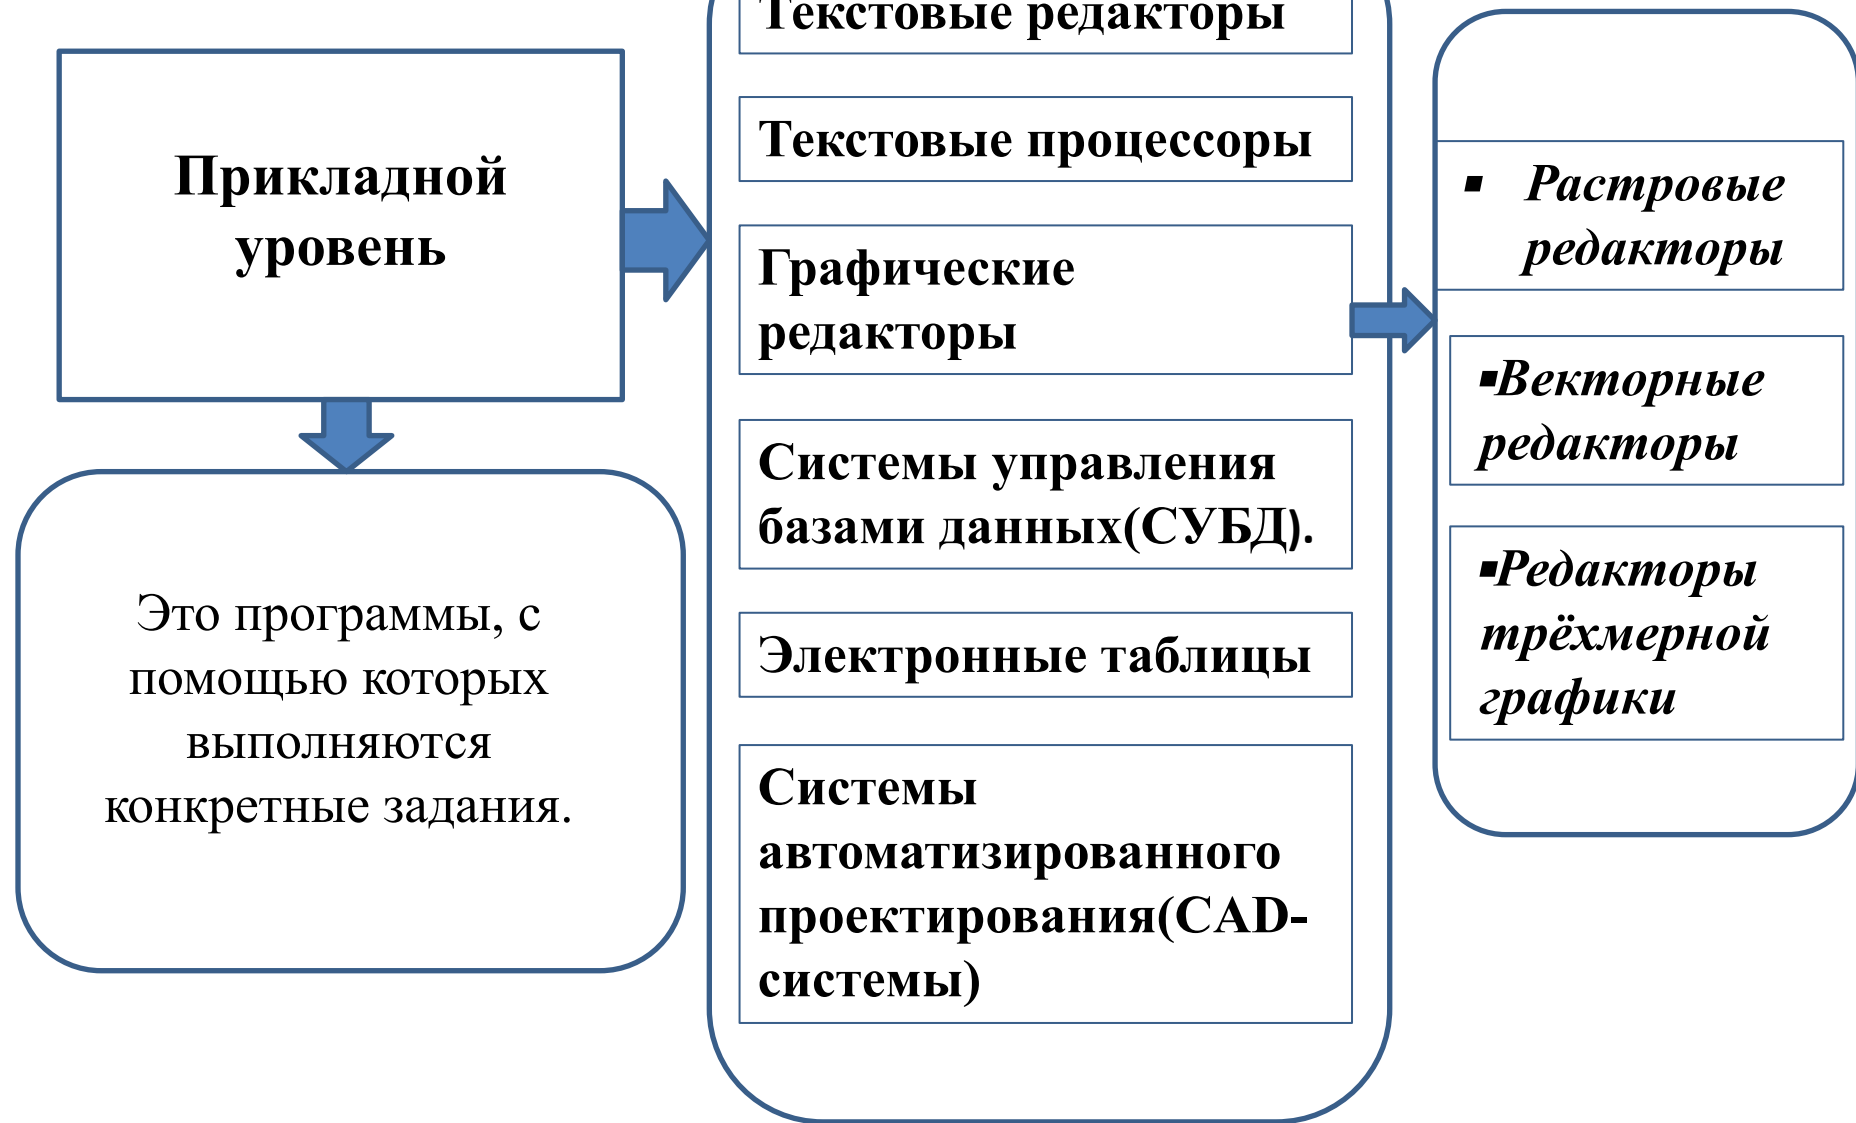 Прикладной
уровень
Это программы, с
помощью которых
выполняются
конкретные задания.
Текстовые редакторы
Текстовые процессоры
Графические
редакторы
Системы управления
базами данных(СУБД).
Электронные таблицы
Системы
автоматизированного
проектирования(CAD-
системы)
▪ Растровые
редакторы
▪Векторные
редакторы
▪Редакторы
трёхмерной
графики